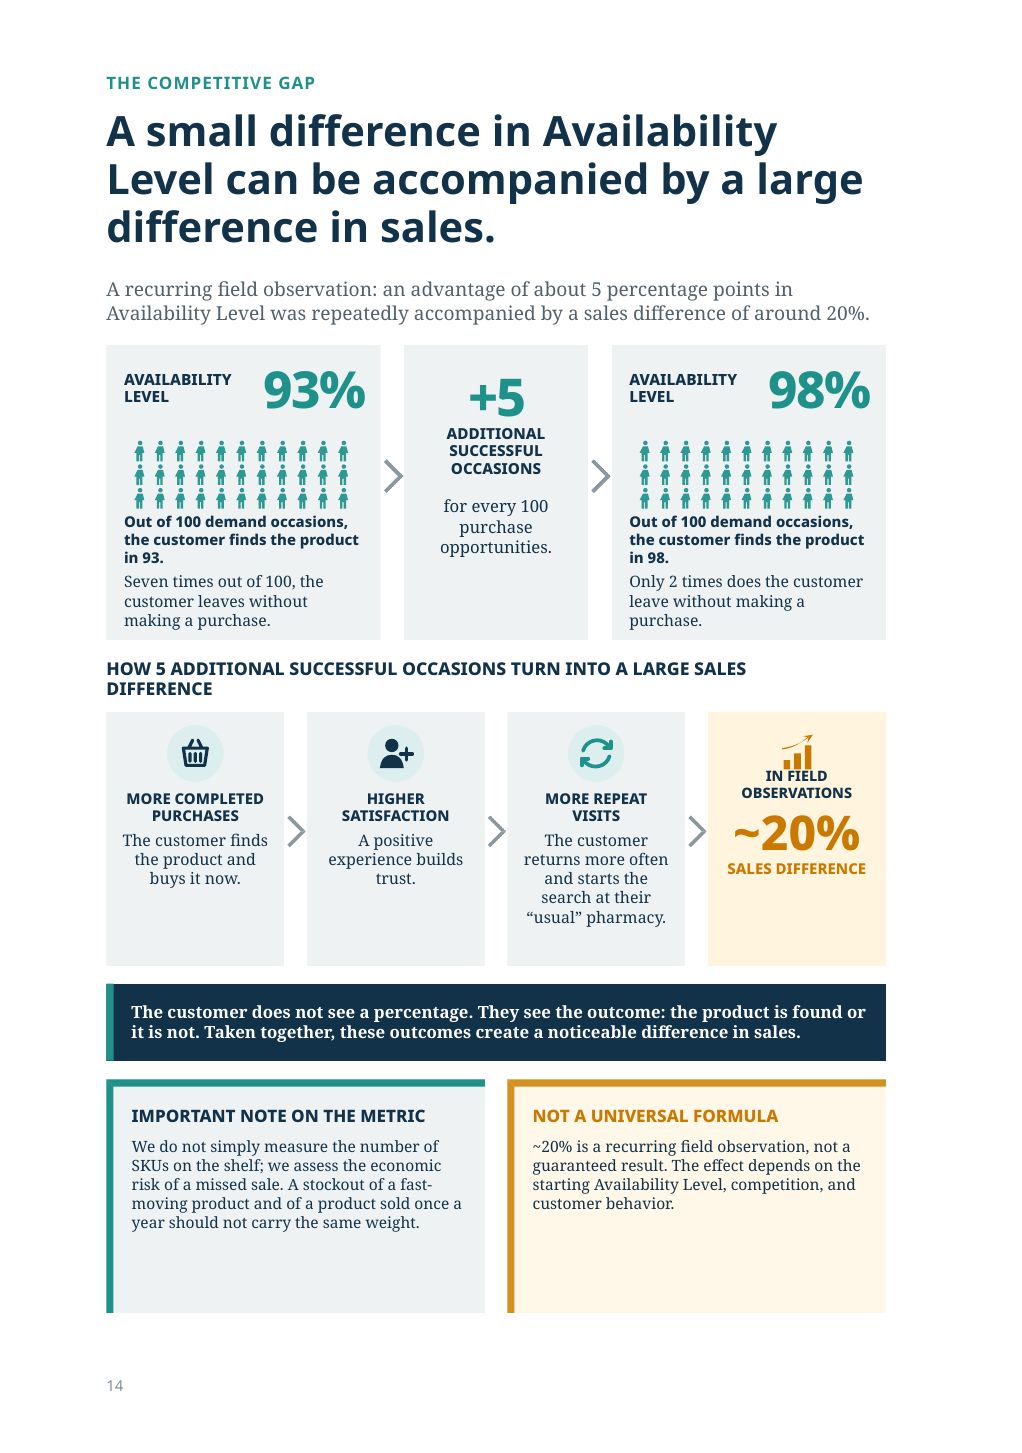 THE COMPETITIVE GAP
A small difference in Availability
Level can be accompanied by a large
difference in sales.
A recurring field observation: an advantage of about 5 percentage points in
Availability Level was repeatedly accompanied by a sales difference of around 20%.
AVAILABILITY
LEVEL
93%
Out of 100 demand occasions,
the customer finds the product
in 93.
Seven times out of 100, the
customer leaves without
making a purchase.
+5
ADDITIONAL
SUCCESSFUL
OCCASIONS
for every 100
purchase
opportunities.
AVAILABILITY
LEVEL
98%
Out of 100 demand occasions,
the customer finds the product
in 98.
Only 2 times does the customer
leave without making a
purchase.
HOW 5 ADDITIONAL SUCCESSFUL OCCASIONS TURN INTO A LARGE SALES
DIFFERENCE
MORE COMPLETED
PURCHASES
The customer finds
the product and
buys it now.
HIGHER
SATISFACTION
A positive
experience builds
trust.
MORE REPEAT
VISITS
The customer
returns more often
and starts the
search at their
“usual” pharmacy.
IN FIELD
OBSERVATIONS
~20%
SALES DIFFERENCE
The customer does not see a percentage. They see the outcome: the product is found or
it is not. Taken together, these outcomes create a noticeable difference in sales.
IMPORTANT NOTE ON THE METRIC
We do not simply measure the number of
SKUs on the shelf; we assess the economic
risk of a missed sale. A stockout of a fast-
moving product and of a product sold once a
year should not carry the same weight.
NOT A UNIVERSAL FORMULA
~20% is a recurring field observation, not a
guaranteed result. The effect depends on the
starting Availability Level, competition, and
customer behavior.
14